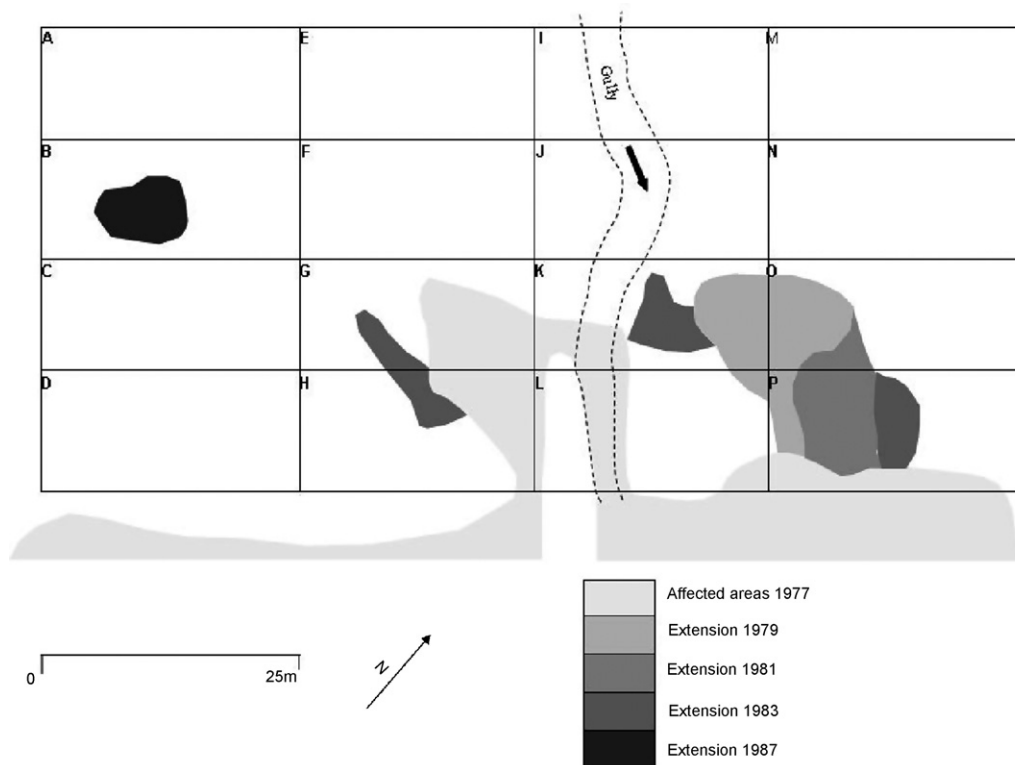 A E I M
Gully
B F J N
C G K O
D H L P
Affected areas 1977
Extension 1979
Extension 1981
Extension 1983
Extension 1987
N
0 25m